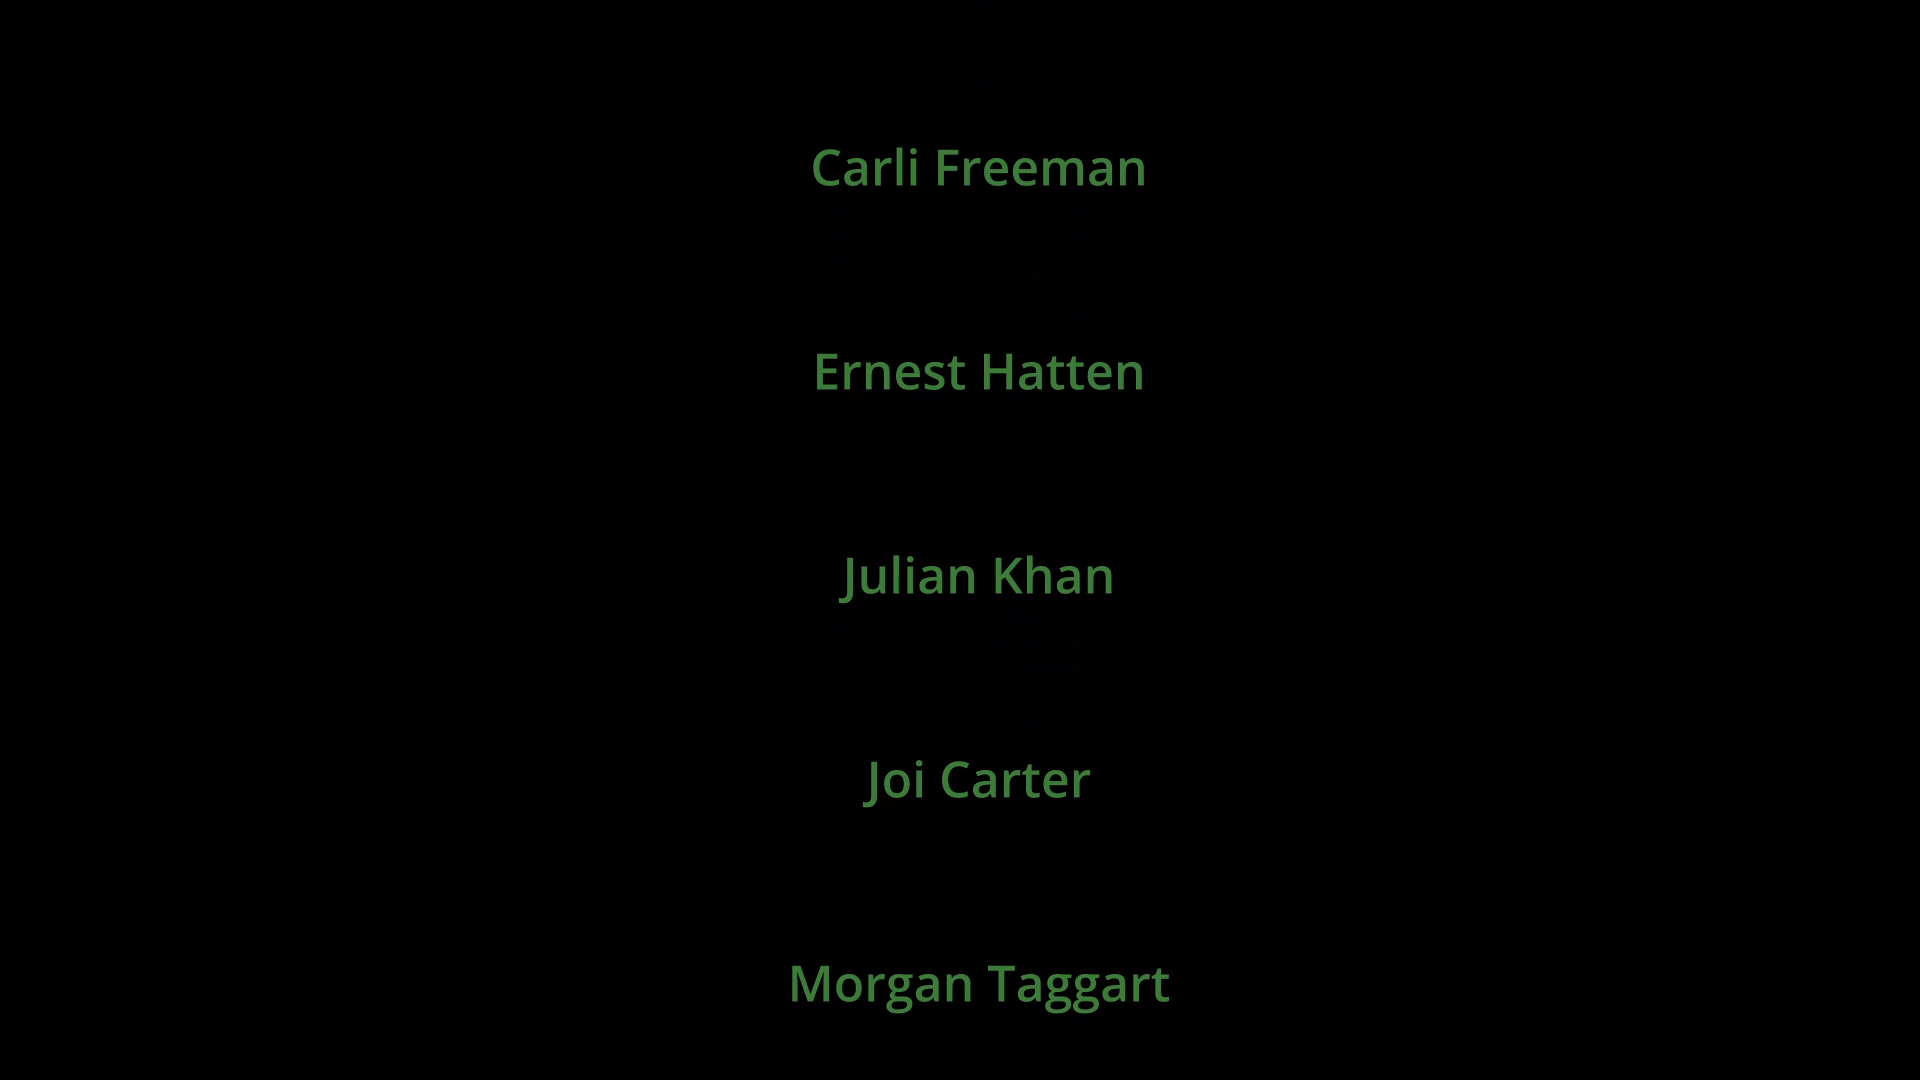 Carli Freeman
Ernest Hatten
Julian Khan
Joi Carter
Morgan Taggart